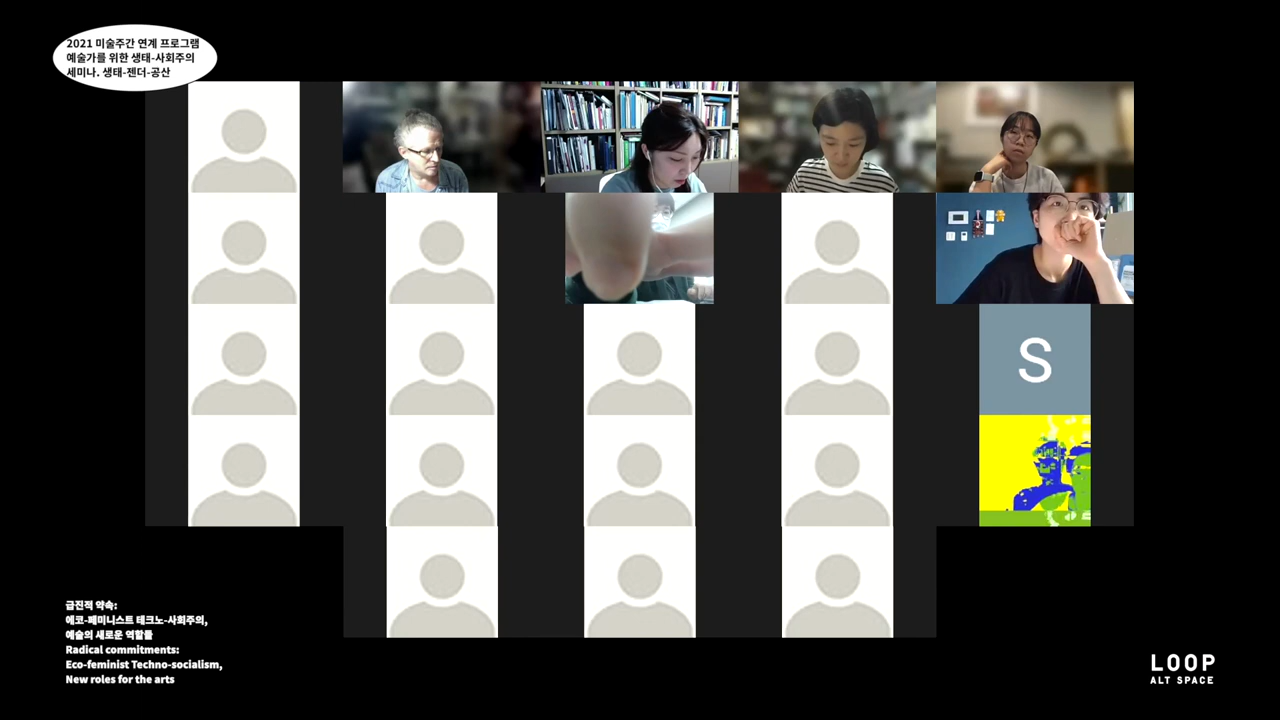 2021 미술주간 연계 프로그램
예술가를 위한 생태-사회주의
세미나. 생태-젠더-공산
S
급진적 약속:
에코-페미니스트 테크노-사회주의,
예술의 새로운 역할들
Radical commitments:
Eco-feminist Techno-socialism,
New roles for the arts
LOOP
ALT SPACE